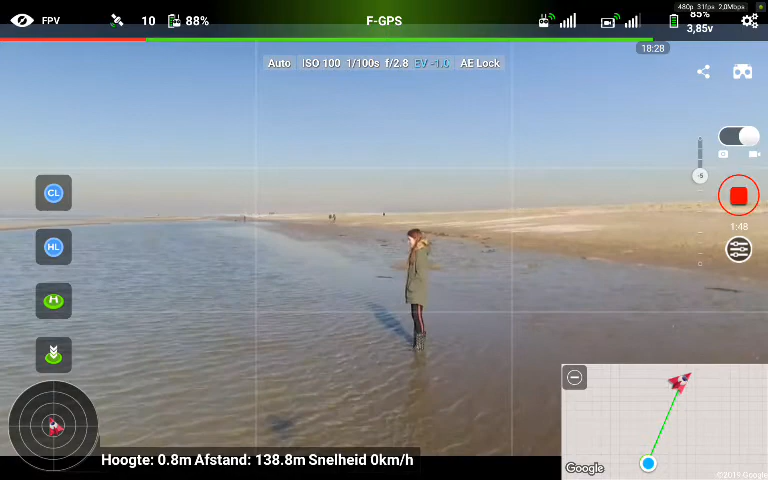 480p 31fps 2,0Mbps
FPV
10
88%
F-GPS
85%
3,85v
18:28
Auto ISO 100 1/100s f/2.8 EV -1.0 AE Lock
-5
CL
1:48
HL
H
Hoogte: 0.8m Afstand: 138.8m Snelheid 0km/h
Google
©2019 Google